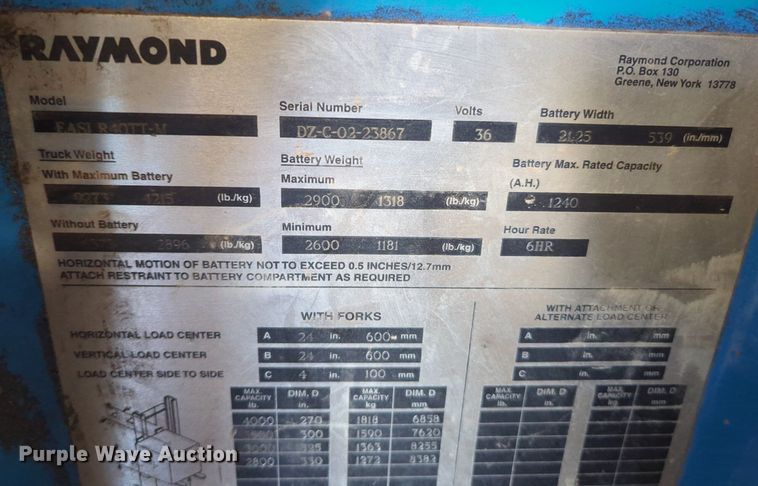 RAYMOND
Raymond Corporation
P.O. Box 130
Greene, New York 13778
Model
Serial Number
Volts
Battery Width
DZ-C-02-23867
36
21.25 539 (in./mm)
Truck Weight
Battery Weight
Battery Max. Rated Capacity
(A.H.)
With Maximum Battery
Maximum
(lb./kg)
2900 1318 (lb./kg)
1240
Without Battery
Minimum
Hour Rate
2896 (lb./kg)
2600 1181 (lb./kg)
6HR
HORIZONTAL MOTION OF BATTERY NOT TO EXCEED 0.5 INCHES/12.7mm
ATTACH RESTRAINT TO BATTERY COMPARTMENT AS REQUIRED
WITH FORKS
WITH ATTACHMENT OR
ALTERNATE LOAD CENTER
HORIZONTAL LOAD CENTER A 24 in. 600 mm
A in. mm
VERTICAL LOAD CENTER B 24 in. 600 mm
B in. mm
LOAD CENTER SIDE TO SIDE C 4 in. 100 mm
C in. mm
MAX. CAPACITY lb. DIM. D in. MAX. CAPACITY kg DIM. D mm
MAX. CAPACITY lb. DIM. D in. MAX. CAPACITY kg DIM. D mm
4000 270 1818 6858
300 1590 7620
325 1363 8255
2800 330 1272 8382
Purple Wave Auction